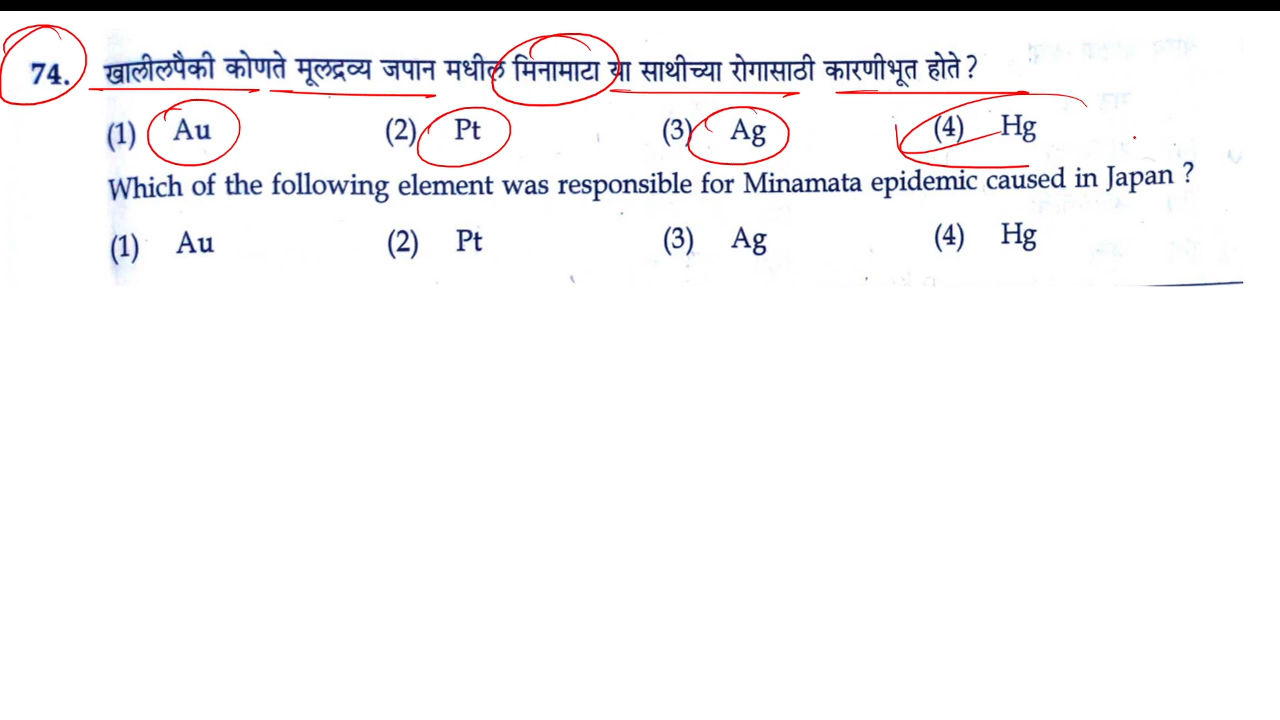 74. खालीलपैकी कोणते मूलद्रव्य जपान मधील मिनामाटा या साथीच्या रोगासाठी कारणीभूत होते ?
(1) Au (2) Pt (3) Ag (4) Hg
Which of the following element was responsible for Minamata epidemic caused in Japan ?
(1) Au (2) Pt (3) Ag (4) Hg